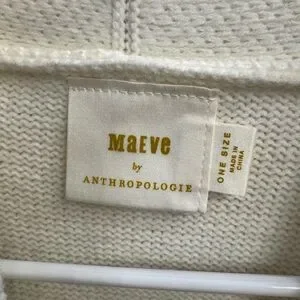 MaEve
by
ANTHROPOLOGIE
ONE SIZE
MADE IN
CHINA